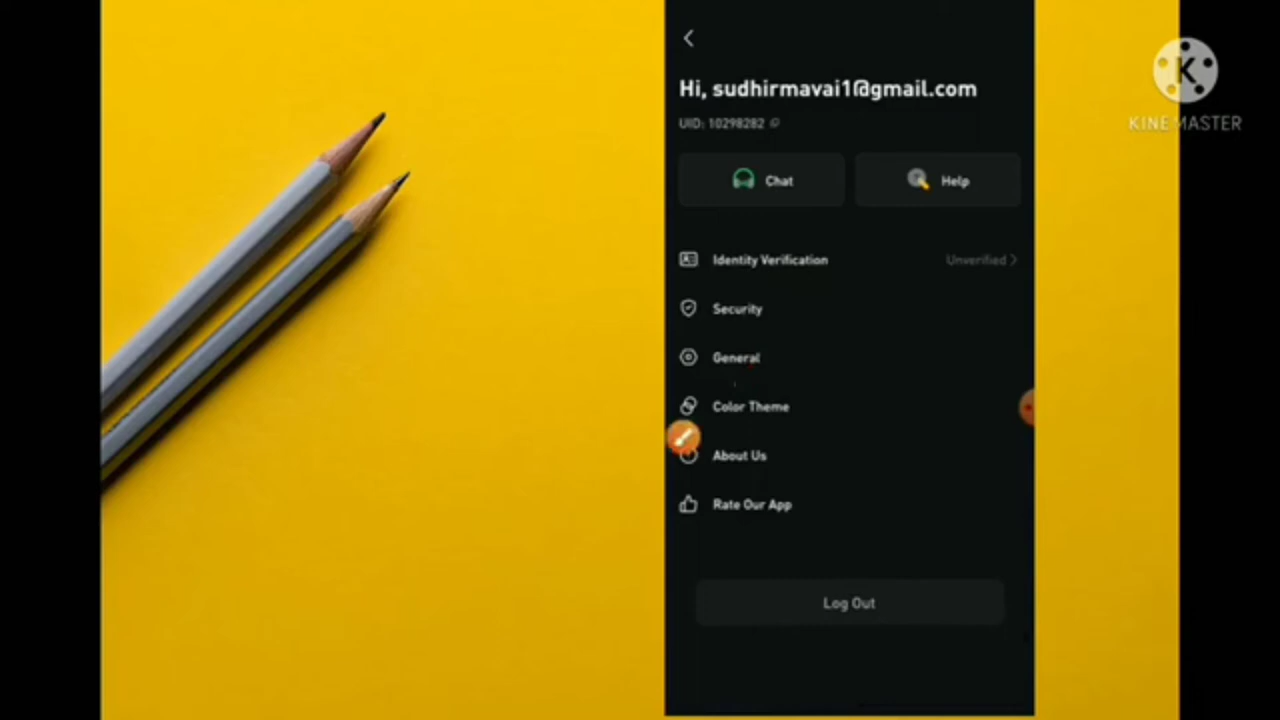 Hi, sudhirmavai1@gmail.com
UID: 10298282
Chat
Help
Identity Verification
Unverified
Security
General
Color Theme
About Us
Rate Our App
Log Out
K
KINEMASTER